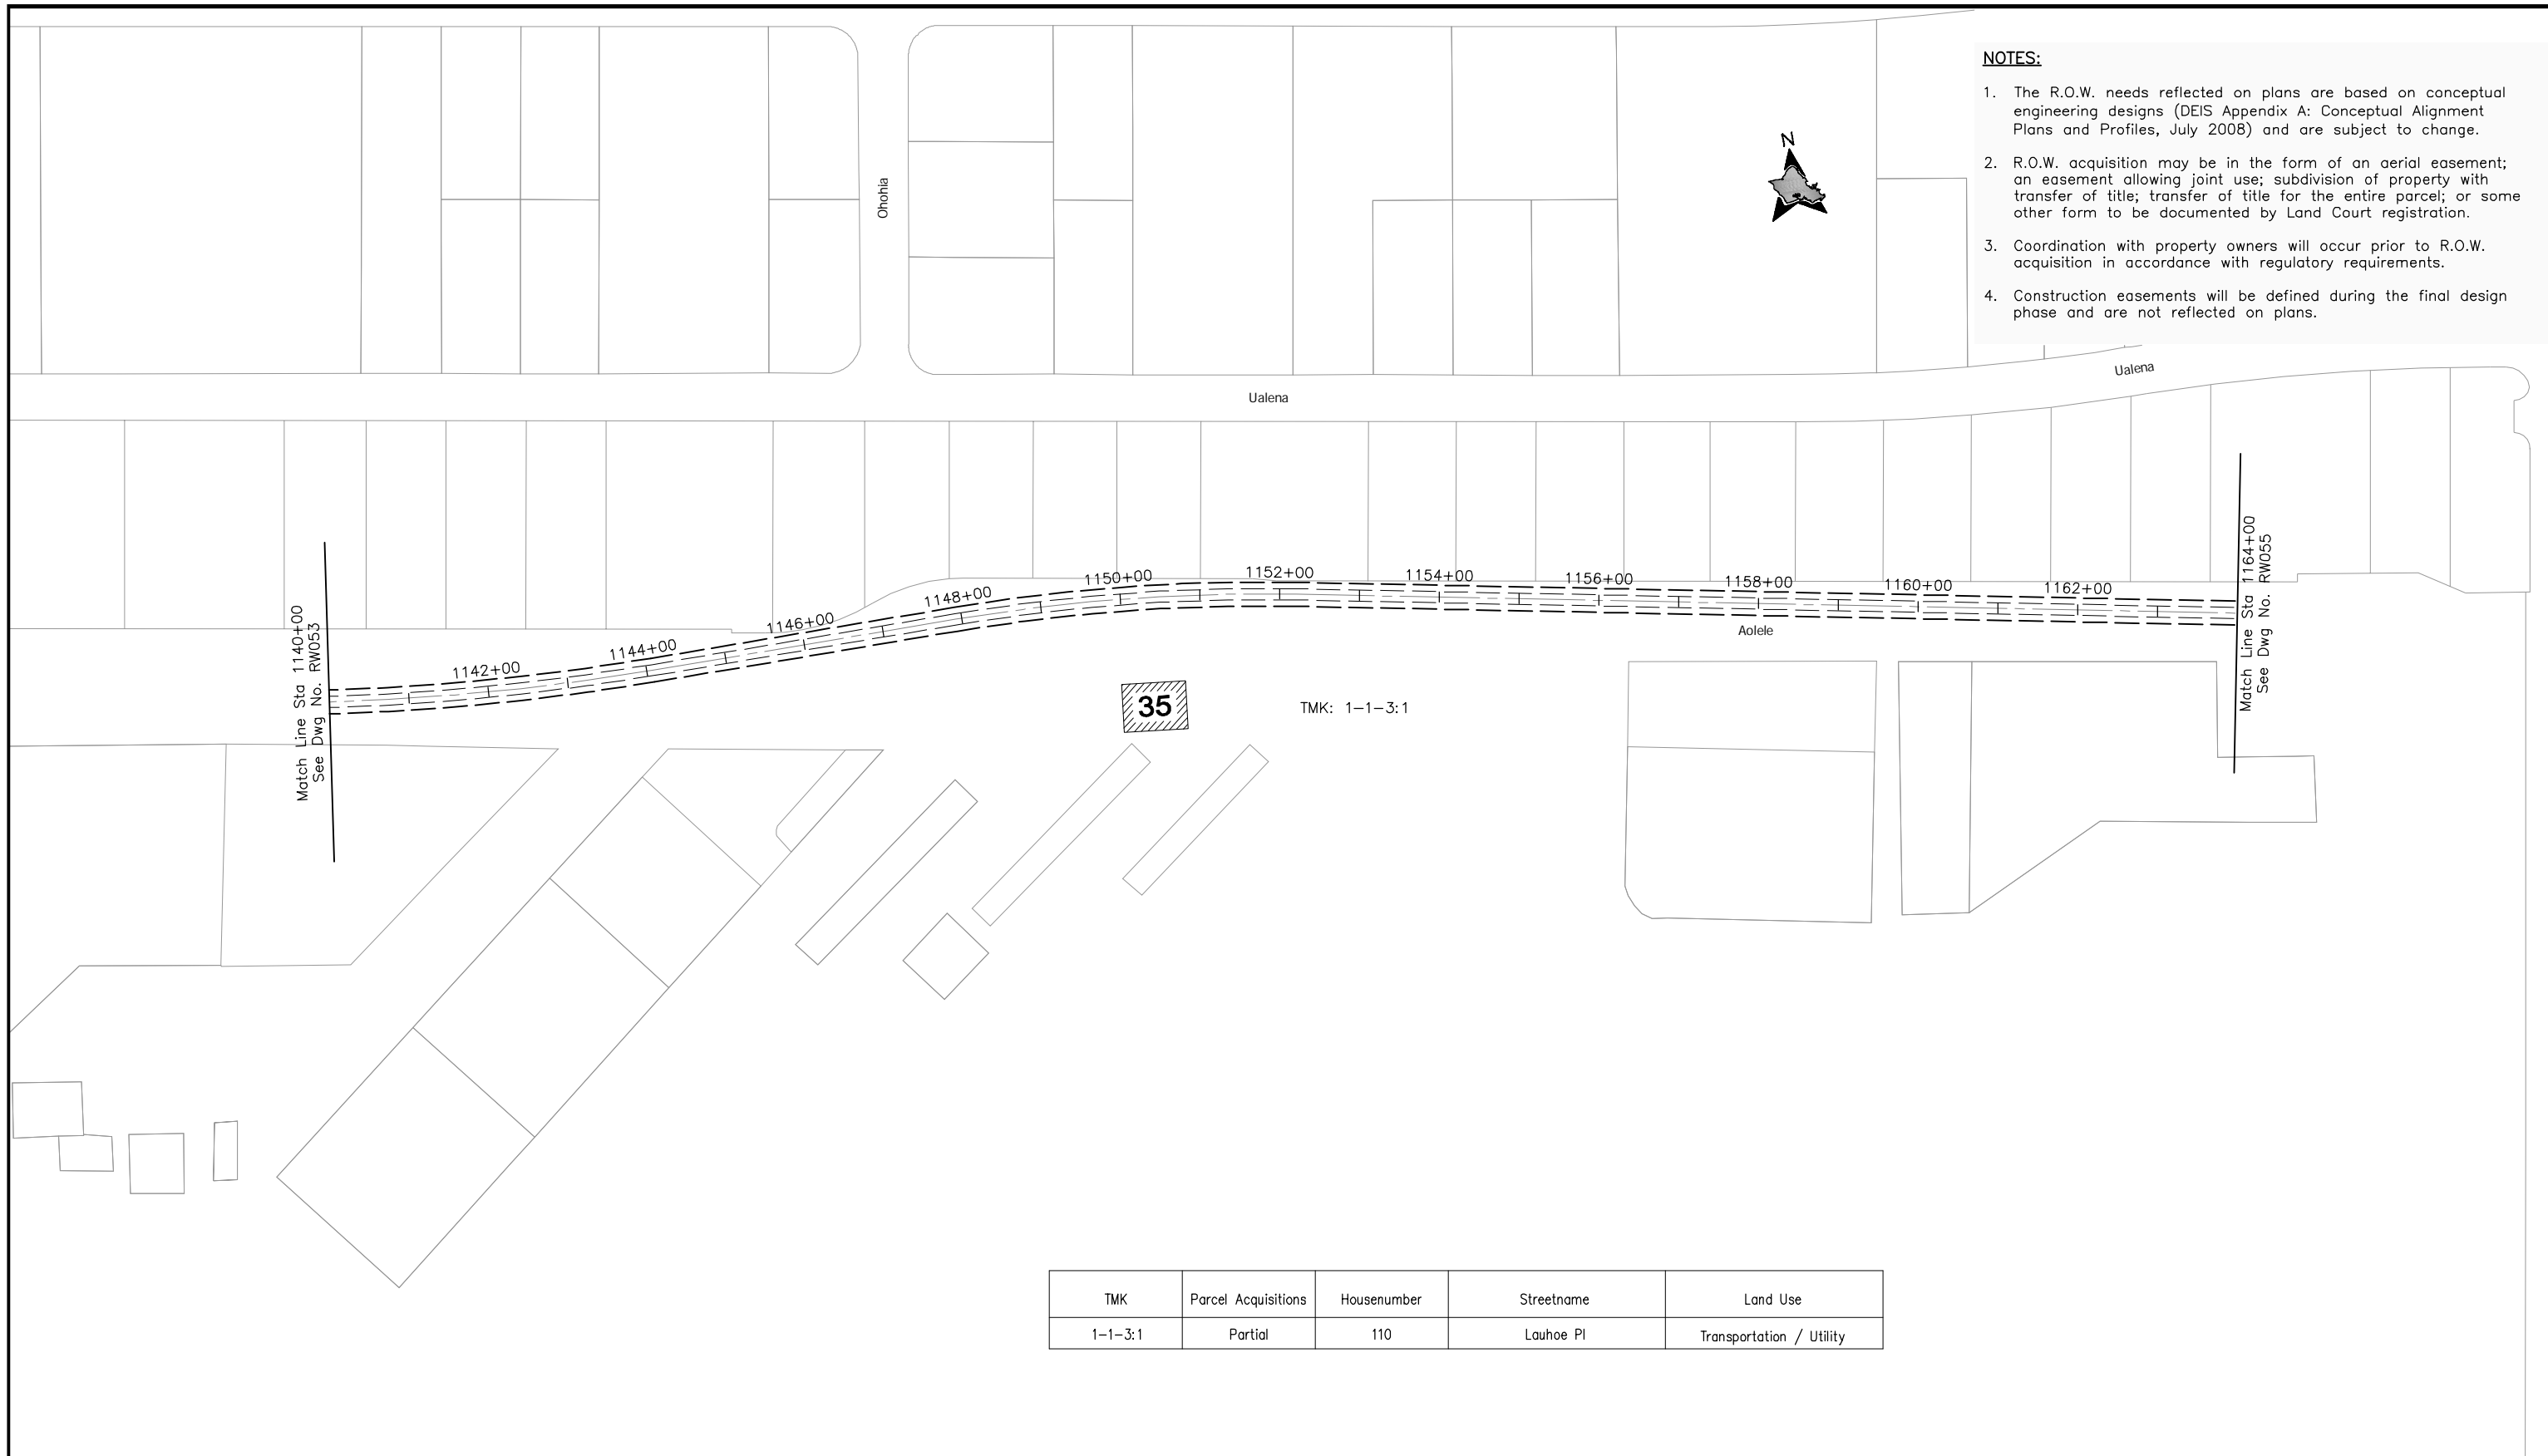 NOTES:
1. The R.O.W. needs reflected on plans are based on conceptual
engineering designs (DEIS Appendix A: Conceptual Alignment
Plans and Profiles, July 2008) and are subject to change.
2. R.O.W. acquisition may be in the form of an aerial easement;
an easement allowing joint use; subdivision of property with
transfer of title; transfer of title for the entire parcel; or some
other form to be documented by Land Court registration.
3. Coordination with property owners will occur prior to R.O.W.
acquisition in accordance with regulatory requirements.
4. Construction easements will be defined during the final design
phase and are not reflected on plans.
N
Ohohia
Ualena
Ualena
Match Line Sta 1140+00
See Dwg No. RW053
1142+00
1144+00
1146+00
1148+00
1150+00
1152+00
1154+00
1156+00
1158+00
1160+00
1162+00
Match Line Sta 1164+00
See Dwg No. RW055
Aolele
35
TMK: 1-1-3:1
TMK Parcel Acquisitions Housenumber Streetname Land Use
1-1-3:1 Partial 110 Lauhoe Pl Transportation / Utility